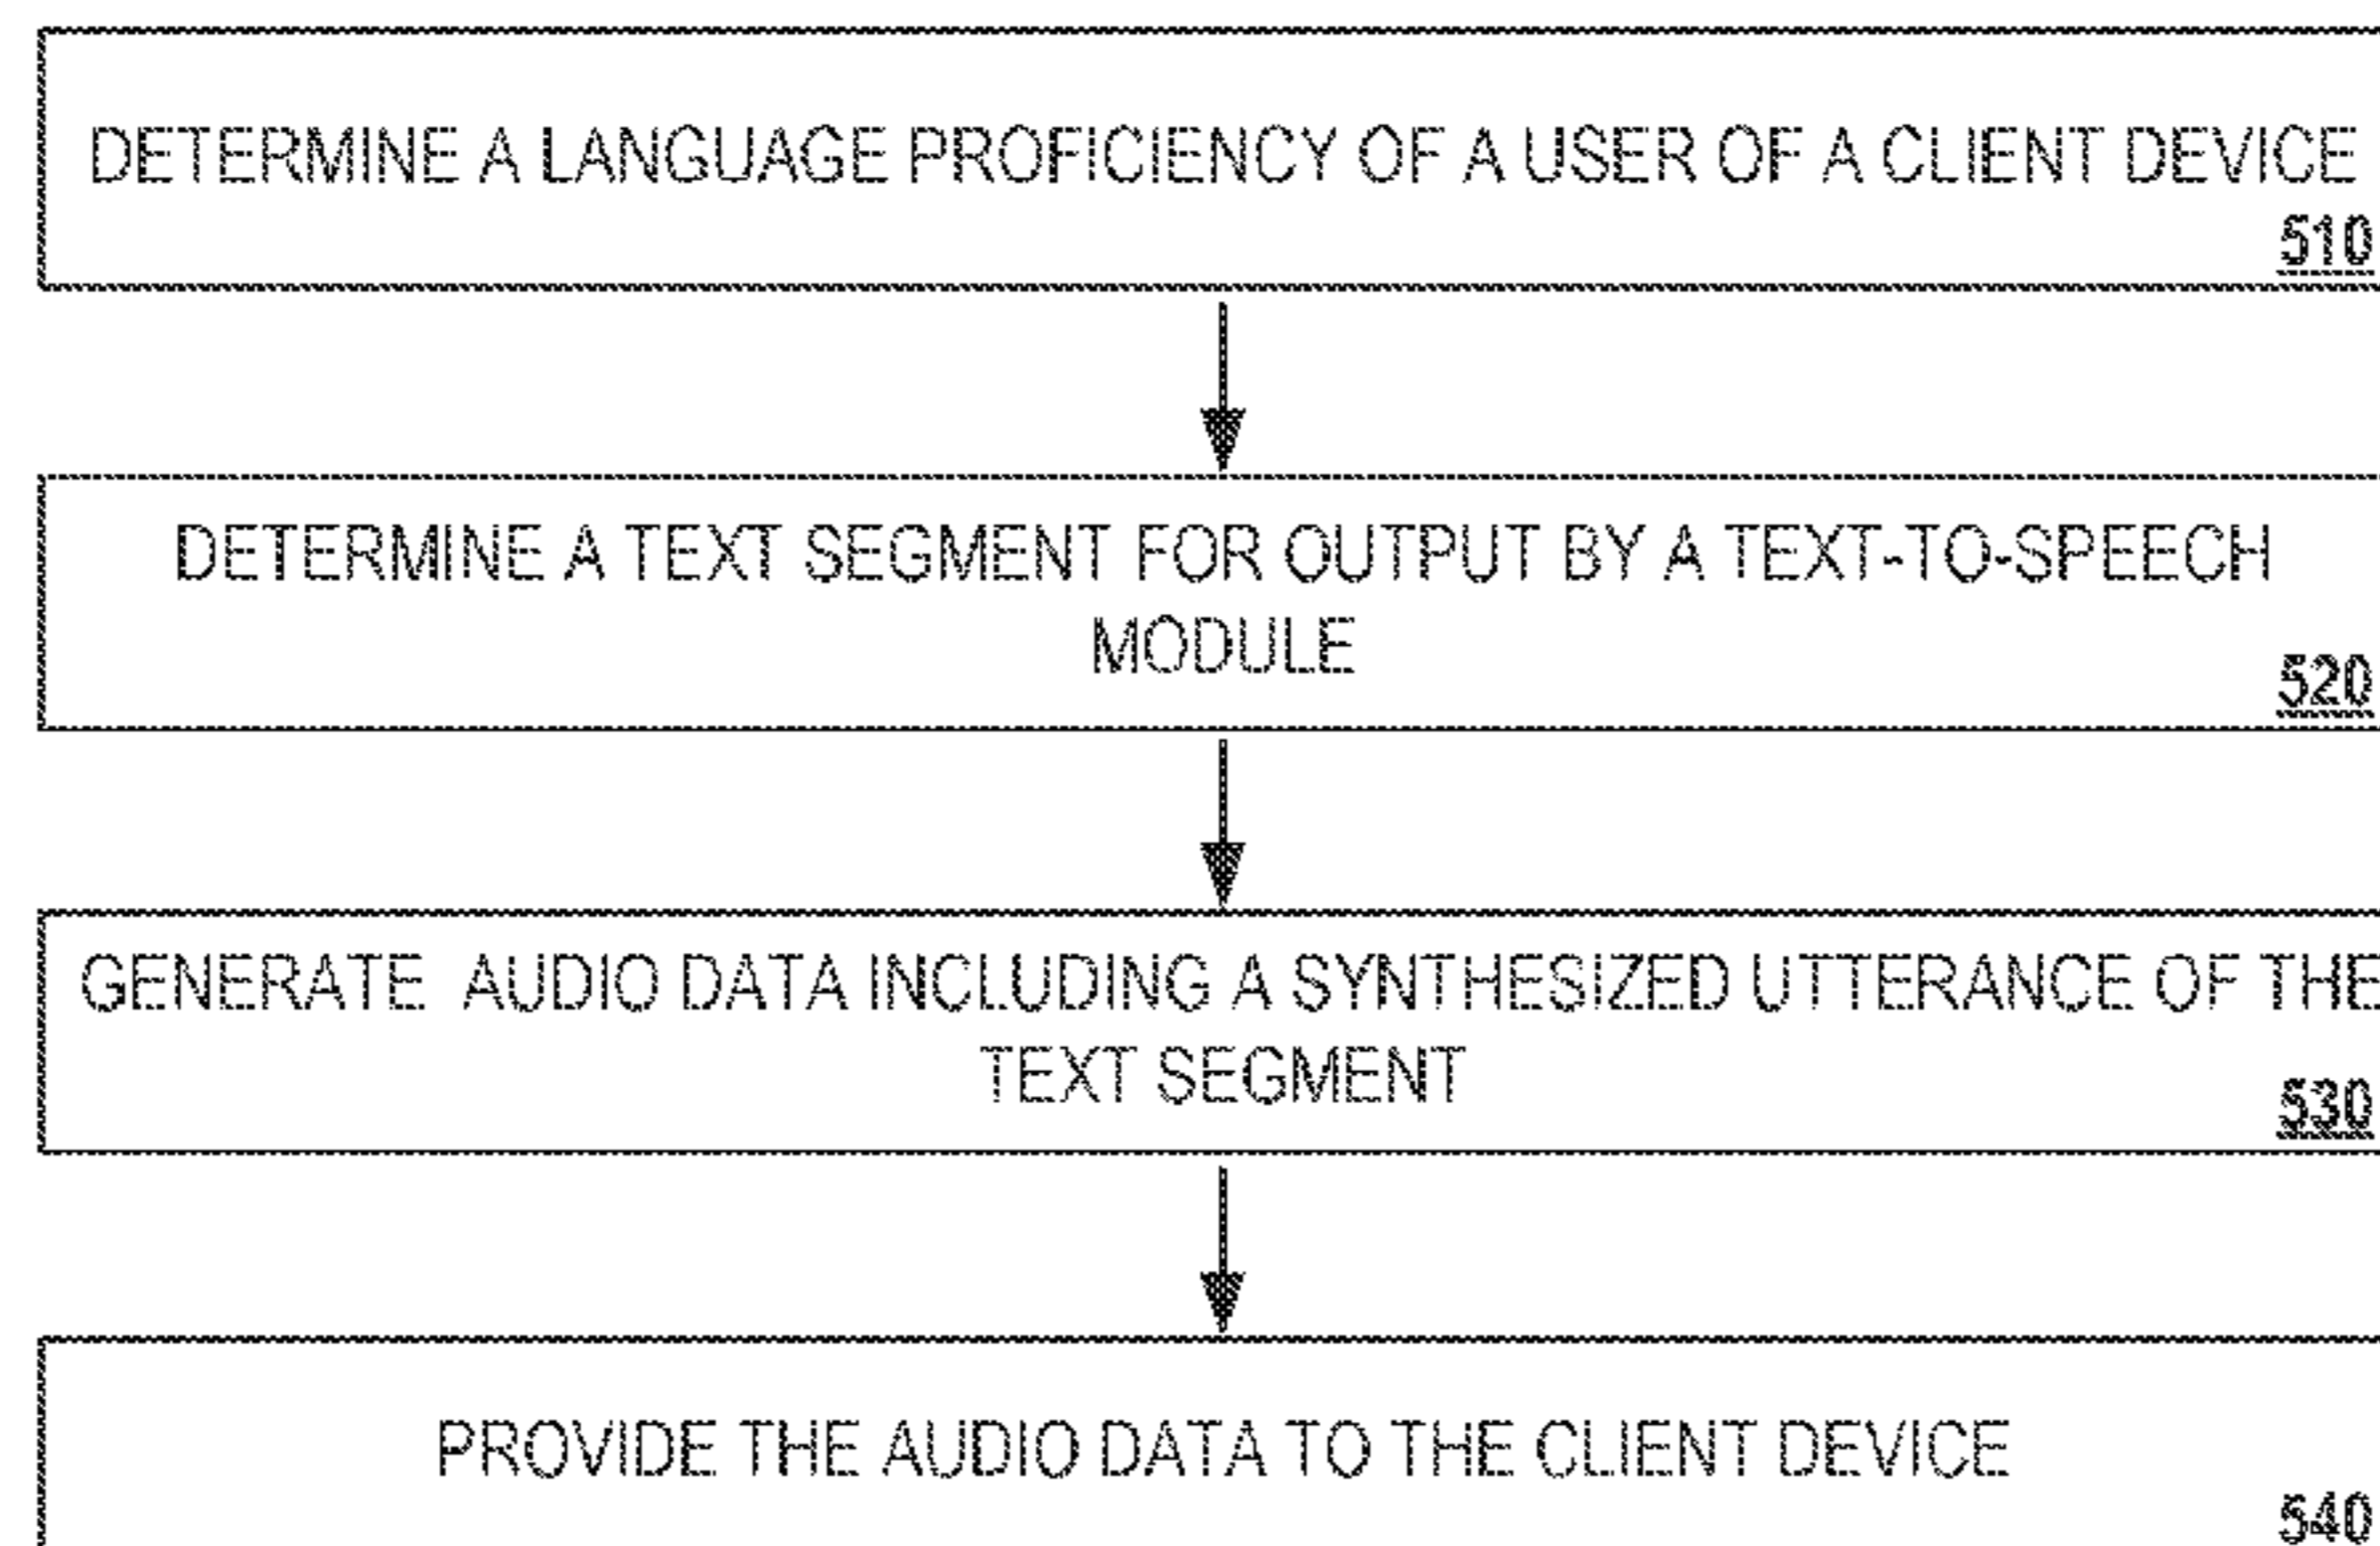 DETERMINE A LANGUAGE PROFICIENCY OF A USER OF A CLIENT DEVICE
510
DETERMINE A TEXT SEGMENT FOR OUTPUT BY A TEXT-TO-SPEECH
MODULE
520
GENERATE AUDIO DATA INCLUDING A SYNTHESIZED UTTERANCE OF THE
TEXT SEGMENT
530
PROVIDE THE AUDIO DATA TO THE CLIENT DEVICE
540